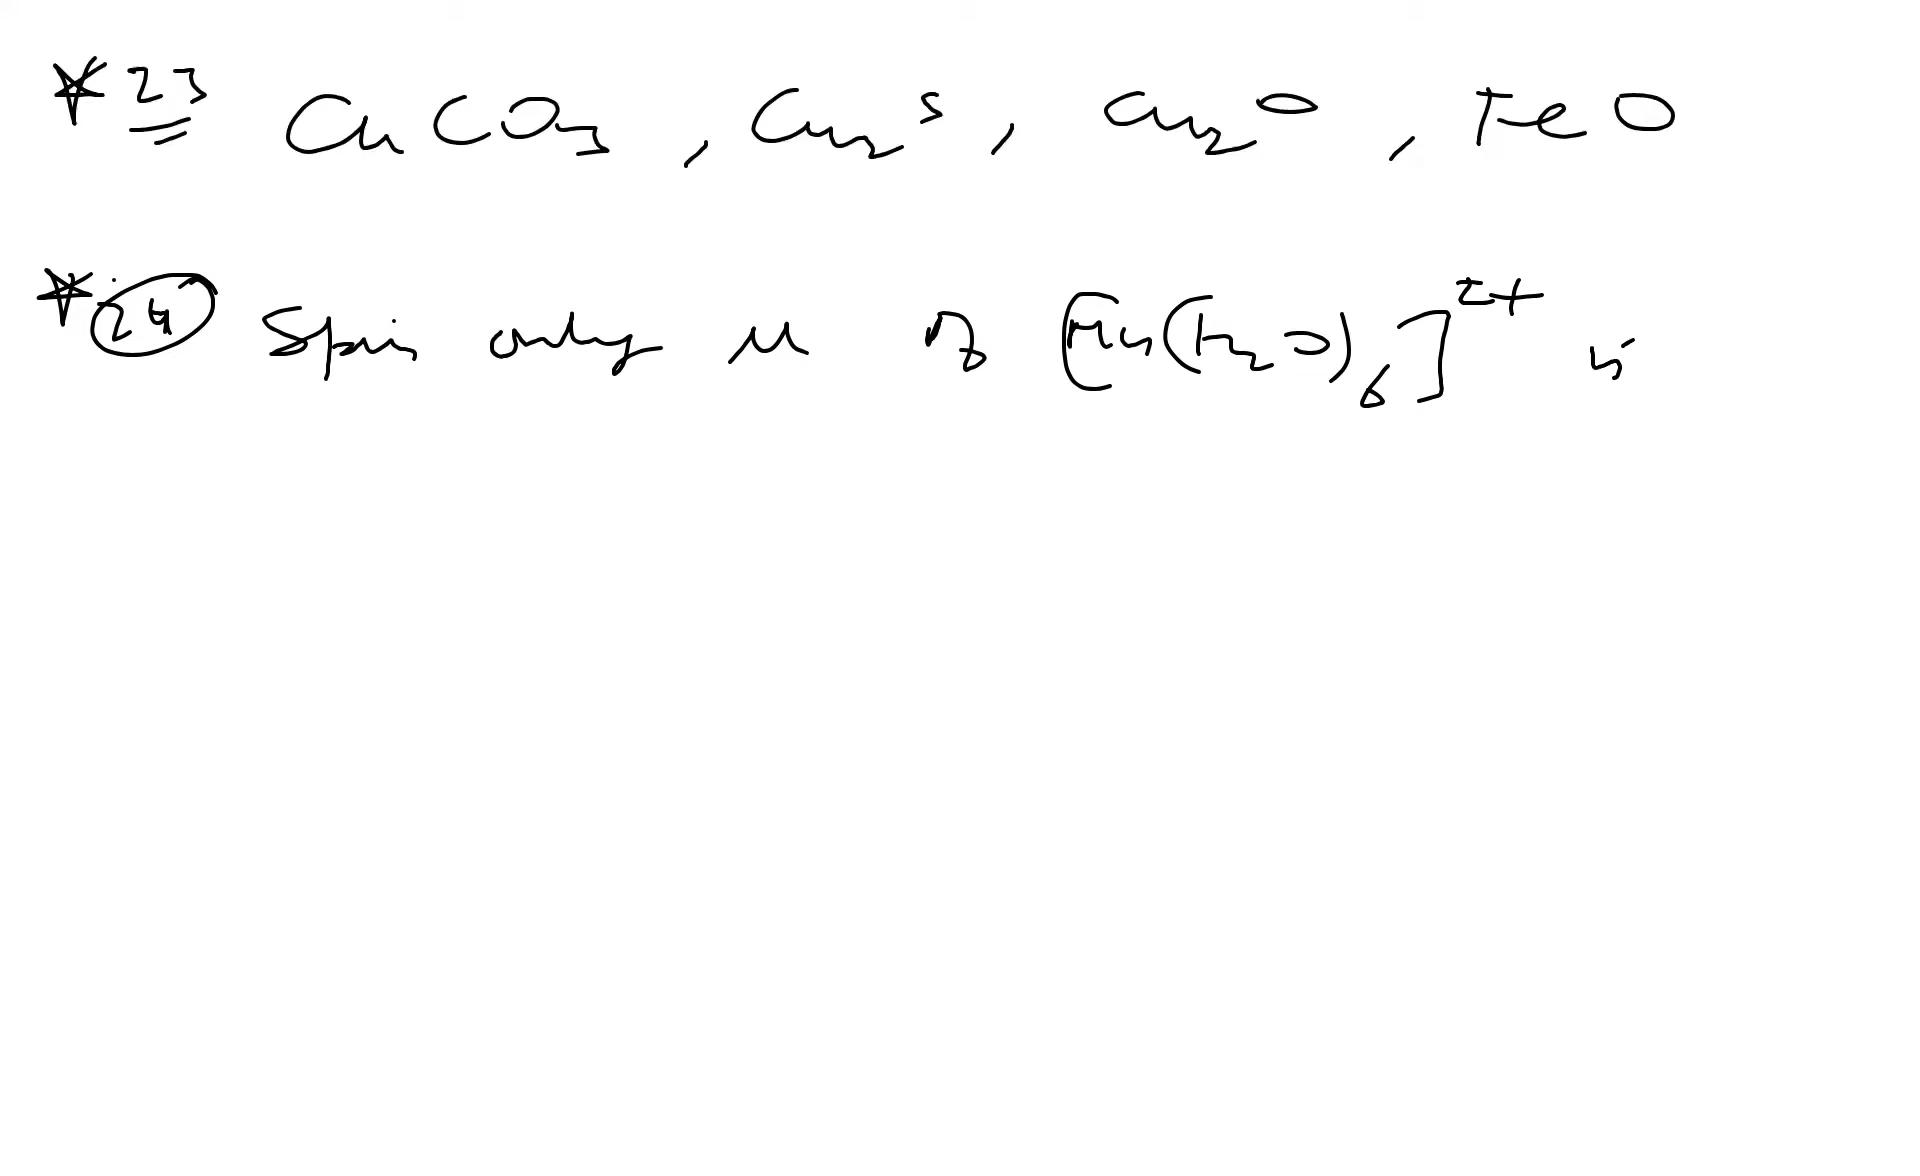 * 23 CuCO3 , Cu2S , Cu2O , FeO
* 24 Spin only μ of [Mn(H2O)6]2+ is